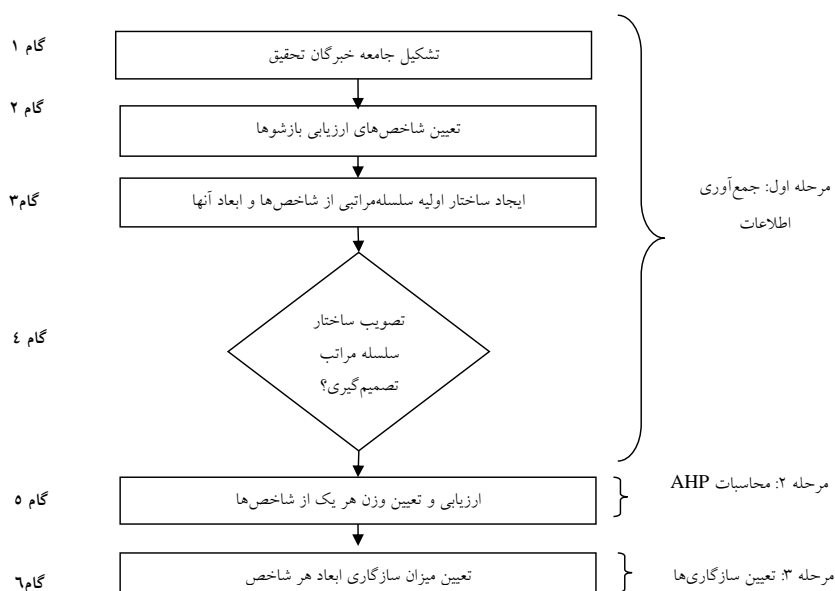 گام ۱
تشکیل جامعه خبرگان تحقیق
گام ۲
تعیین شاخص‌های ارزیابی بازشوها
گام۳
ایجاد ساختار اولیه سلسله‌مراتبی از شاخص‌ها و ابعاد آنها
مرحله اول: جمع‌آوری
اطلاعات
گام ٤
تصویب ساختار
سلسله مراتب
تصمیم‌گیری؟
گام ٥
ارزیابی و تعیین وزن هر یک از شاخص‌ها
مرحله ۲: محاسبات AHP
گام٦
تعیین میزان سازگاری ابعاد هر شاخص
مرحله ۳: تعیین سازگاری‌ها